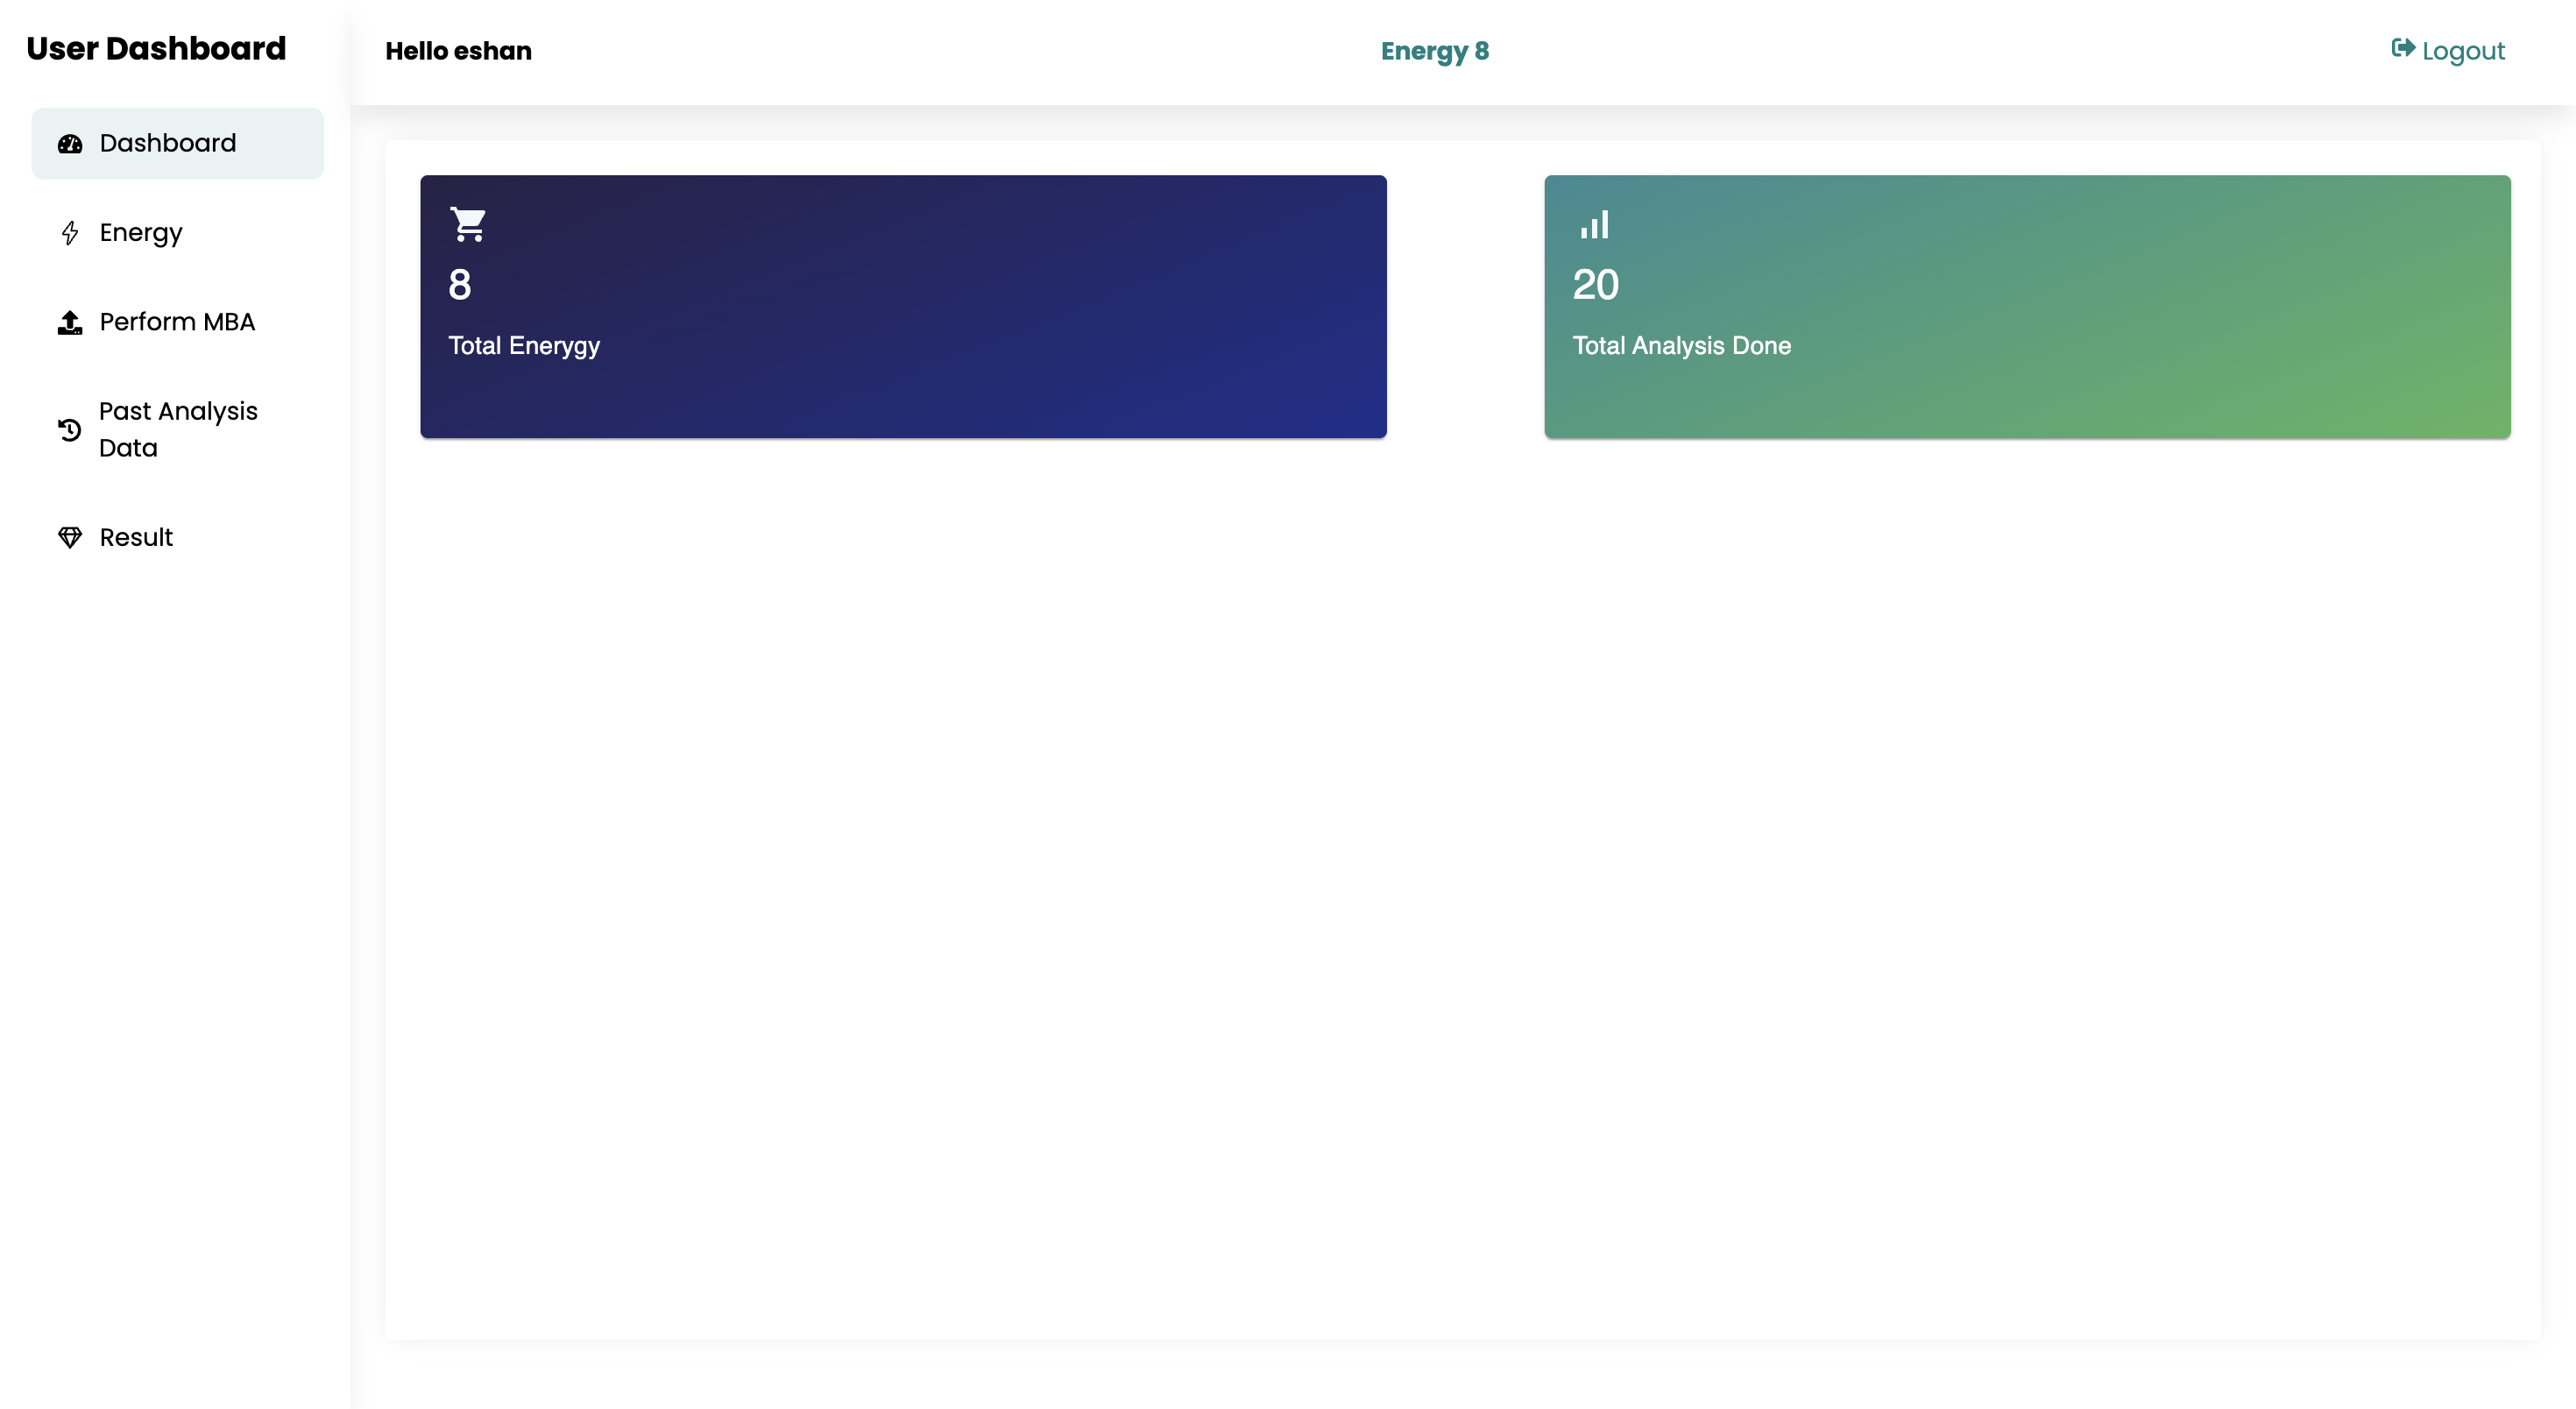 User Dashboard
Hello eshan
Energy 8
Logout
Dashboard
Energy
Perform MBA
Past Analysis
Data
Result
8
Total Enerygy
20
Total Analysis Done